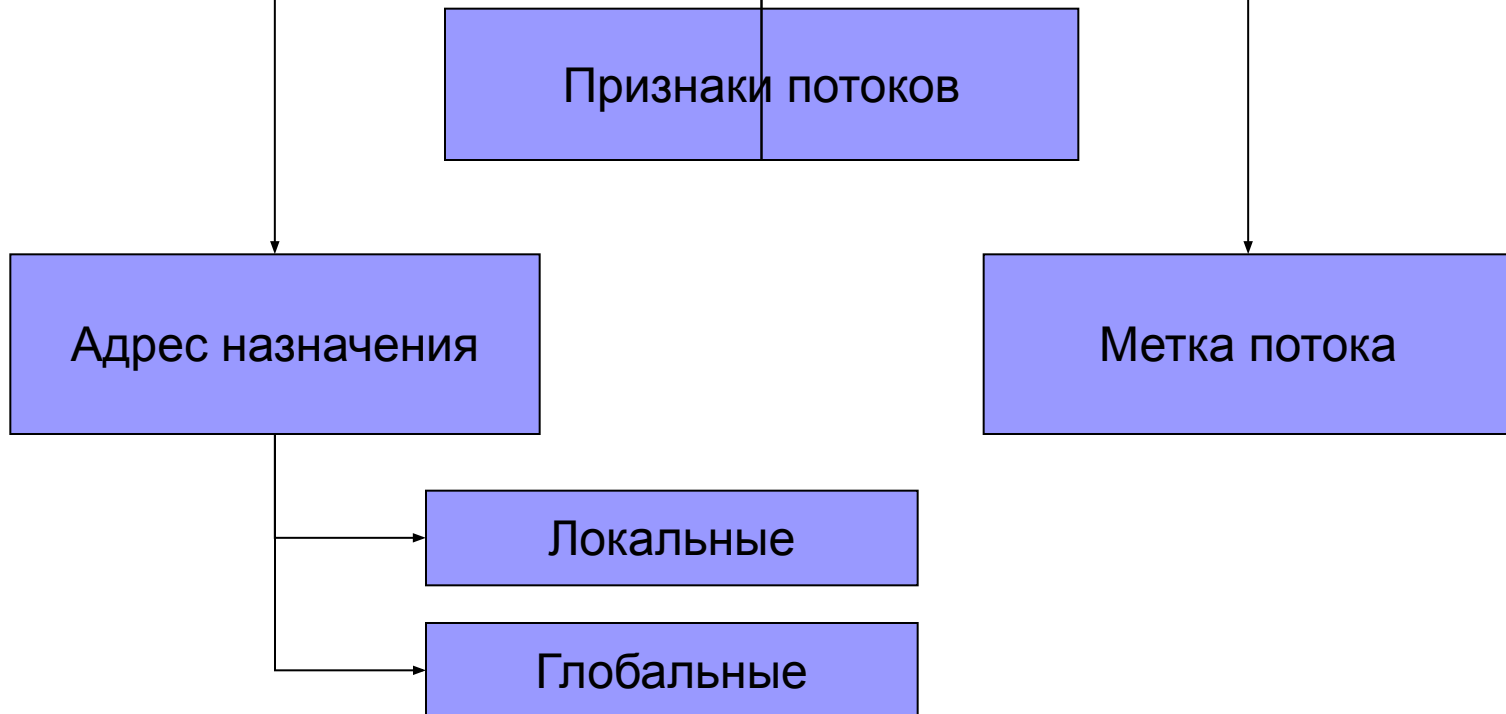 Признаки потоков
Адрес назначения
Метка потока
Локальные
Глобальные